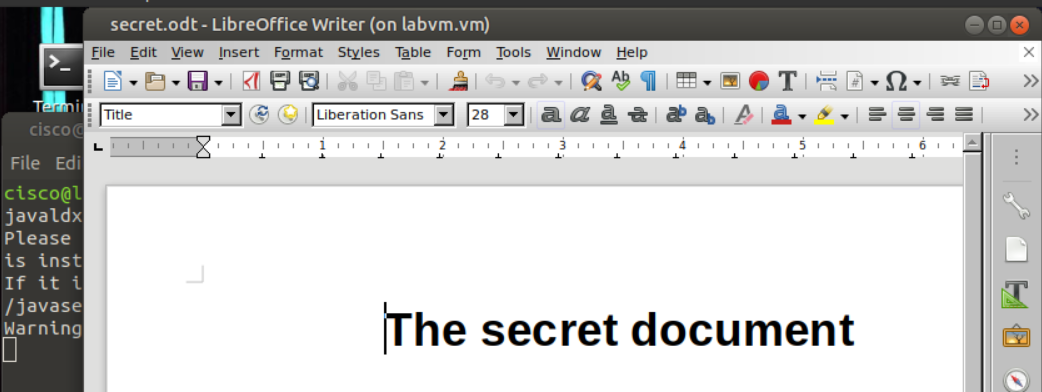 secret.odt - LibreOffice Writer (on labvm.vm)
File Edit View Insert Format Styles Table Form Tools Window Help
Title Liberation Sans 28
1 2 3 4 5 6
The secret document
Termi
cisco@
File Edi
cisco@l
javaldx
Please
is inst
If it i
/javase
Warning